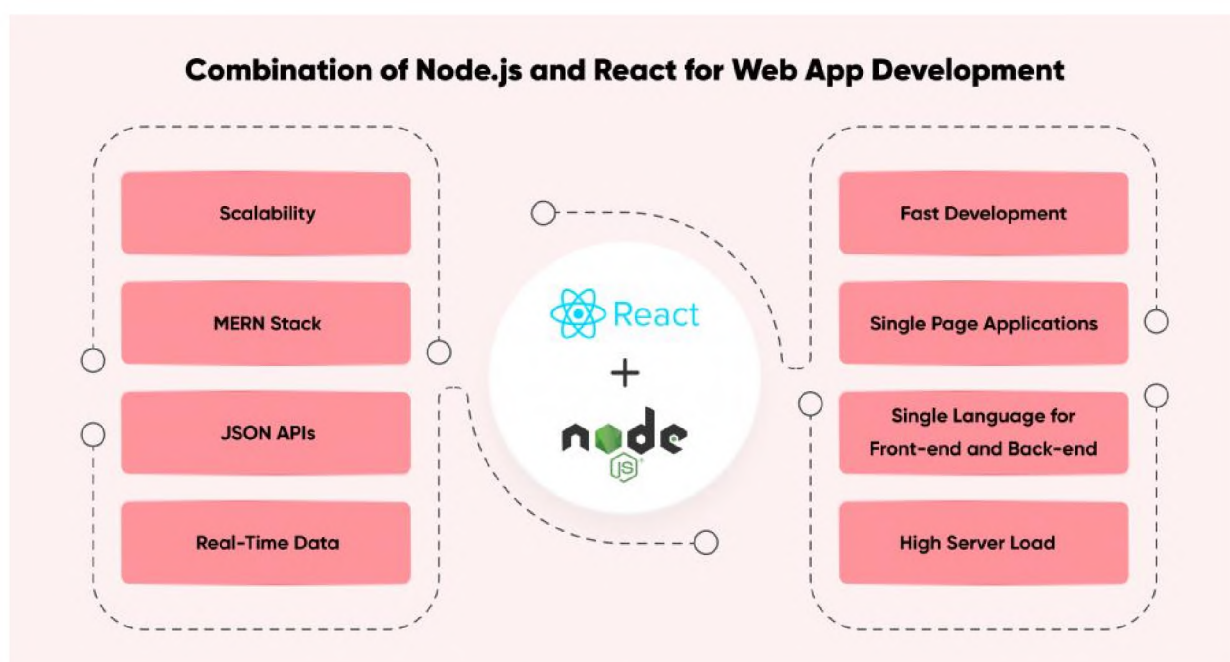 Combination of Node.js and React for Web App Development
Scalability
MERN Stack
JSON APIs
Real-Time Data
React
+
node
JS
Fast Development
Single Page Applications
Single Language for
Front-end and Back-end
High Server Load